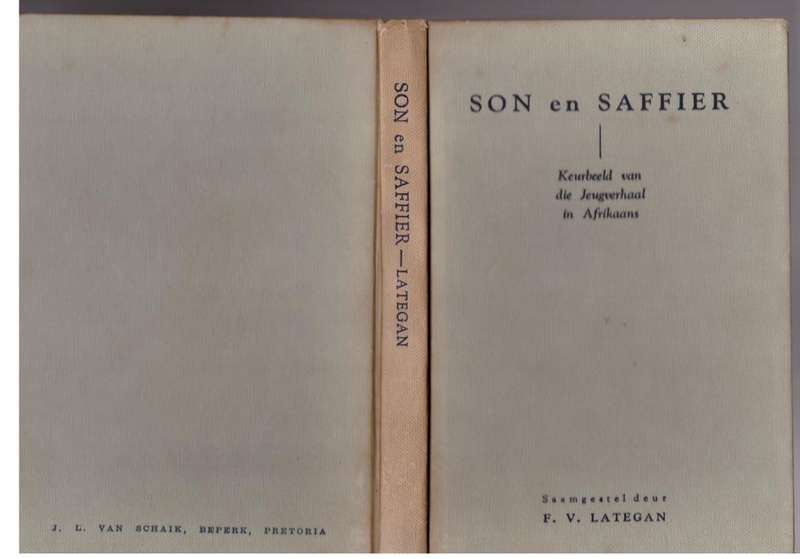 SON en SAFFIER
Keurbeeld van
die Jeugverhaal
in Afrikaans
Saamgestel deur
F. V. LATEGAN
SON en SAFFIER — LATEGAN
J. L. VAN SCHAIK, BEPERK, PRETORIA